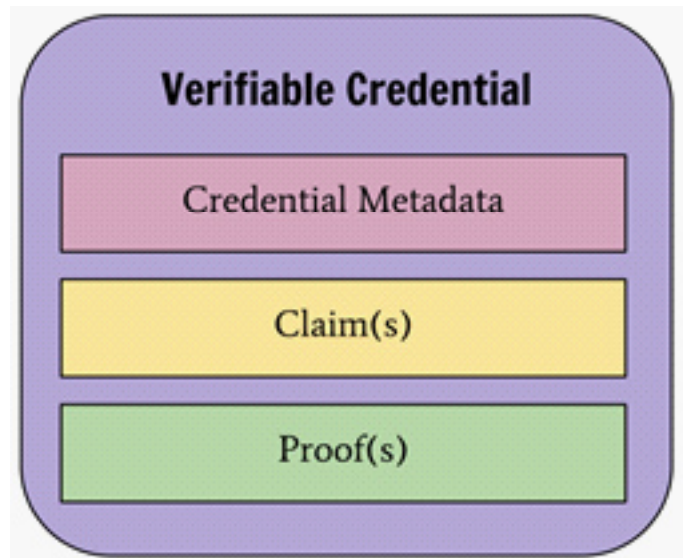 Verifiable Credential
Credential Metadata
Claim(s)
Proof(s)